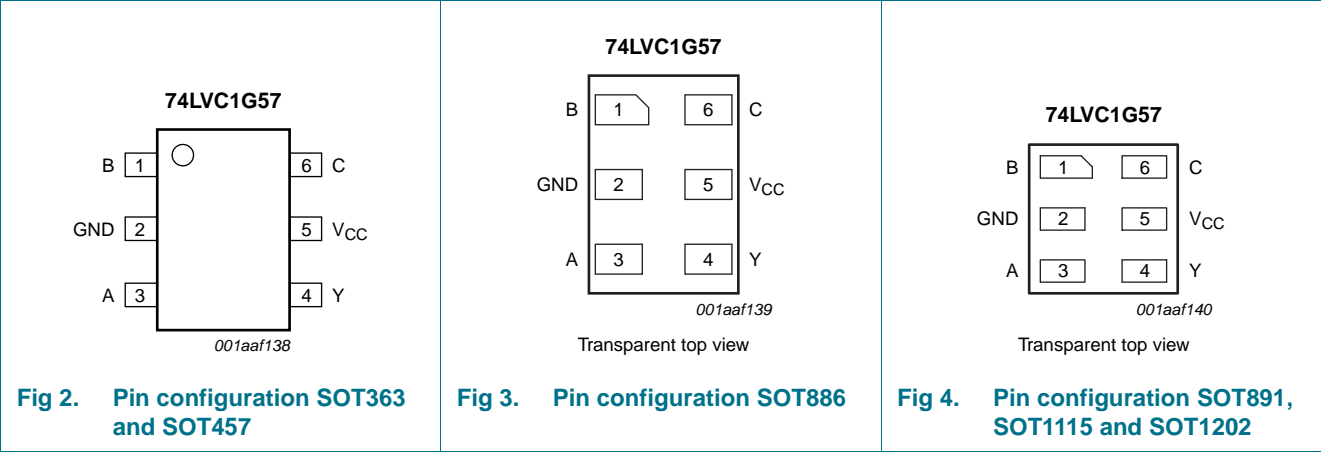 74LVC1G57
B 1 6 C
GND 2 5 VCC
A 3 4 Y
001aaf138
Fig 2. Pin configuration SOT363
and SOT457
74LVC1G57
B 1 6 C
GND 2 5 VCC
A 3 4 Y
001aaf139
Transparent top view
Fig 3. Pin configuration SOT886
74LVC1G57
B 1 6 C
GND 2 5 VCC
A 3 4 Y
001aaf140
Transparent top view
Fig 4. Pin configuration SOT891,
SOT1115 and SOT1202